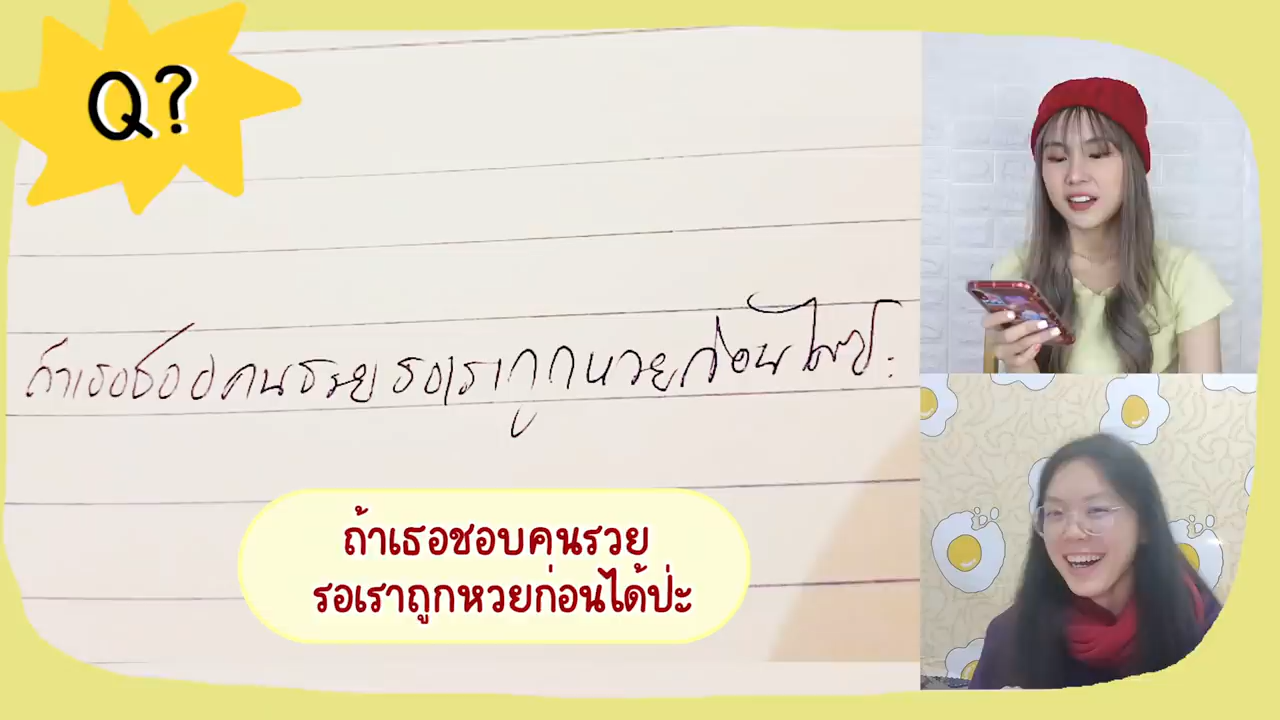 Q?
ถ้าเธอชอบคนรวย รอเราถูกหวยก่อนได้ป่ะ
ถ้าเธอชอบคนรวย
รอเราถูกหวยก่อนได้ป่ะ